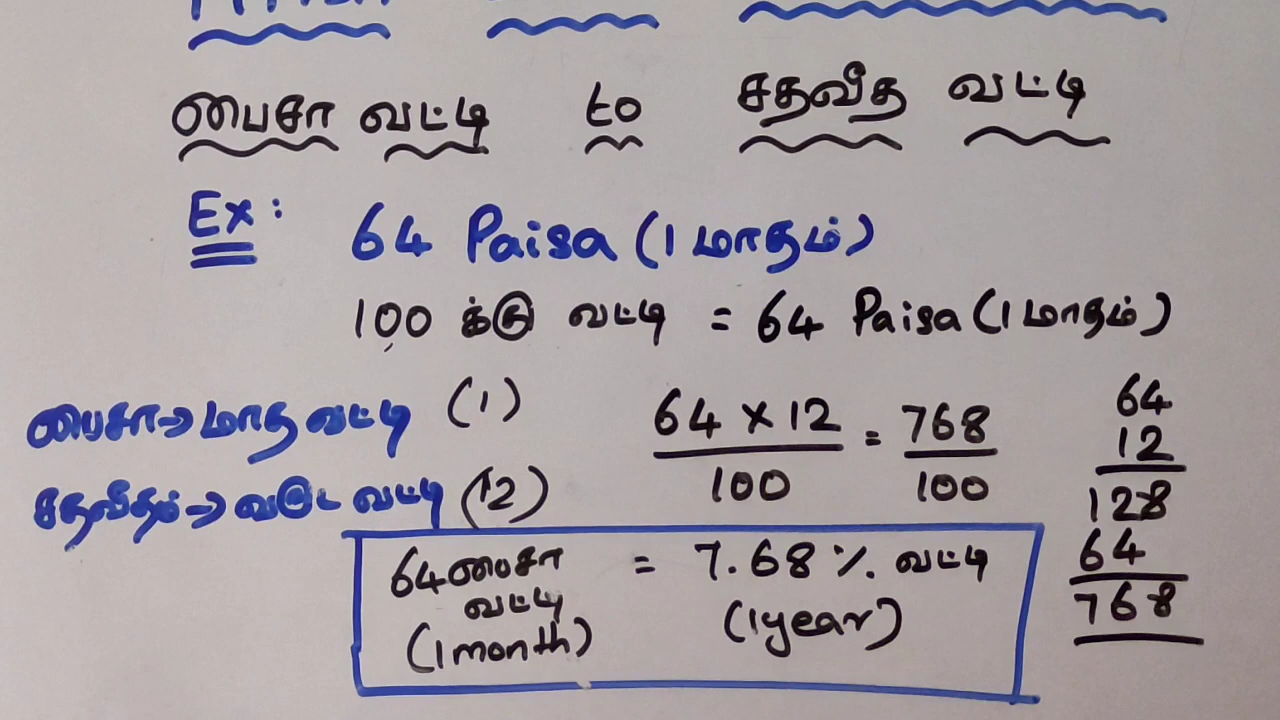 பைசா வட்டி to சதவீத வட்டி
Ex: 64 Paisa (1 மாதம்)
100 க்கு வட்டி = 64 Paisa (1 மாதம்)
பைசா → மாத வட்டி (1)
சதவீதம் → வருட வட்டி (12)
64 X 12 / 100 = 768 / 100
64
12
128
64
768
64 பைசா வட்டி (1 month) = 7.68 % வட்டி (1 year)